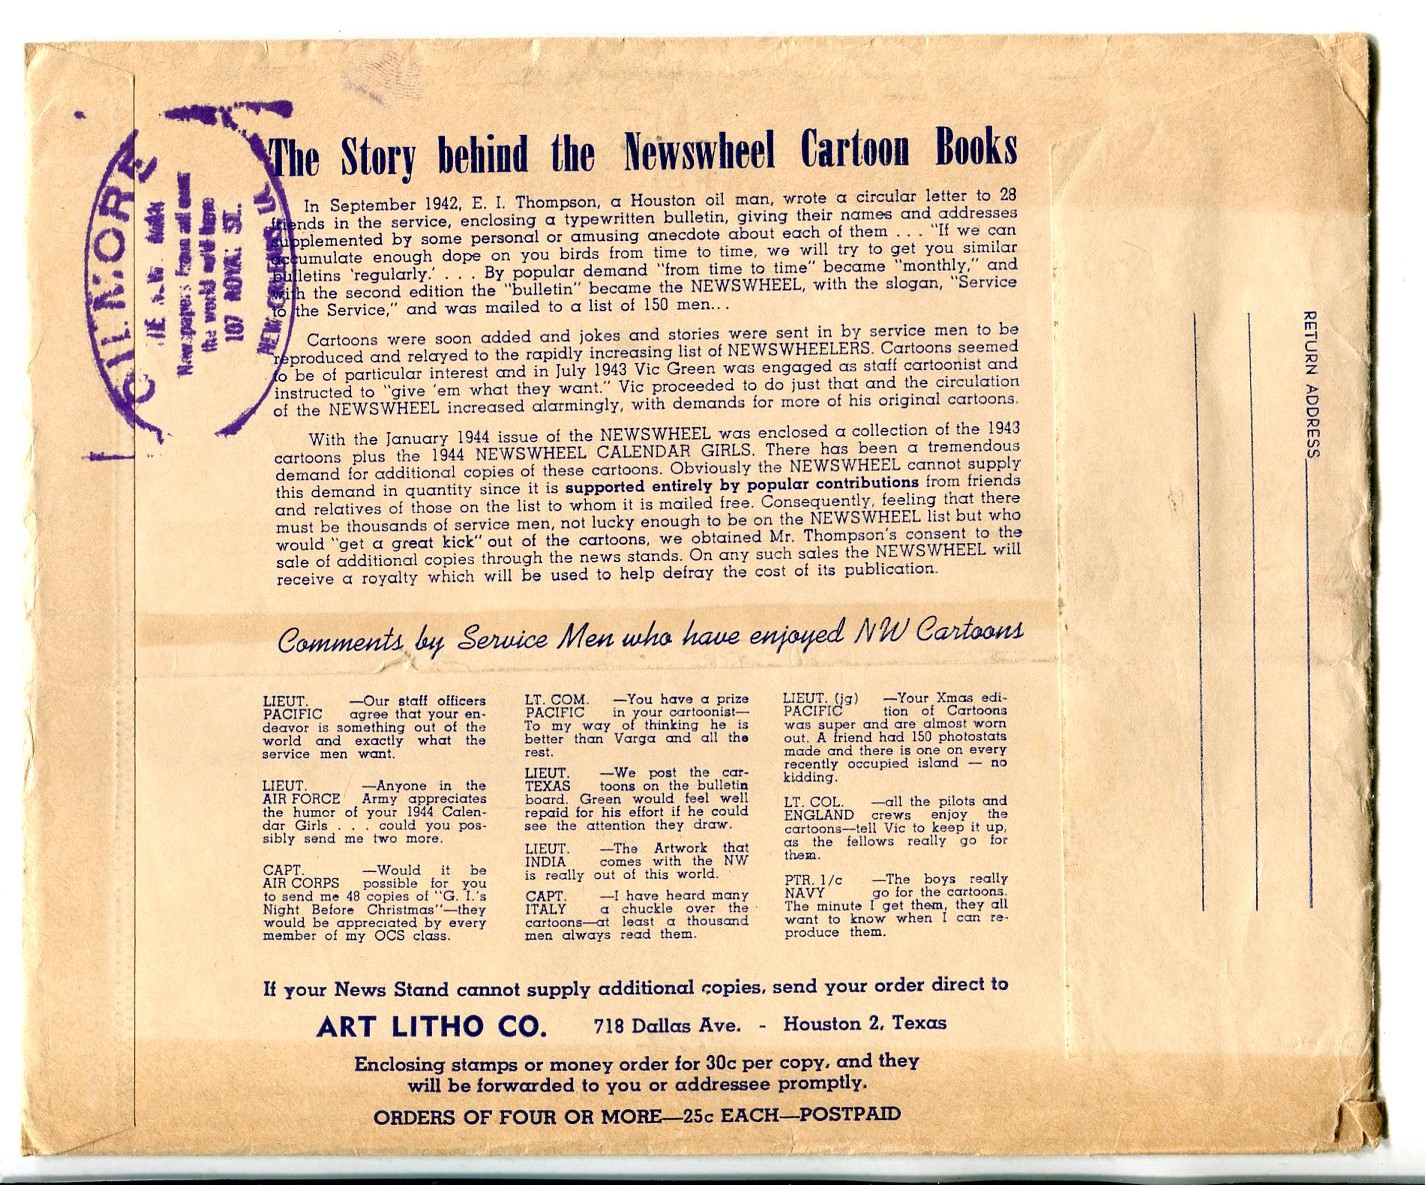 The Story behind the Newswheel Cartoon Books
In September 1942, E. I. Thompson, a Houston oil man, wrote a circular letter to 28
friends in the service, enclosing a typewritten bulletin, giving their names and addresses
supplemented by some personal or amusing anecdote about each of them . . . "If we can
accumulate enough dope on you birds from time to time, we will try to get you similar
bulletins 'regularly.' . . . By popular demand "from time to time" became "monthly," and
with the second edition the "bulletin" became the NEWSWHEEL, with the slogan, "Service
to the Service," and was mailed to a list of 150 men...
Cartoons were soon added and jokes and stories were sent in by service men to be
reproduced and relayed to the rapidly increasing list of NEWSWHEELERS. Cartoons seemed
to be of particular interest and in July 1943 Vic Green was engaged as staff cartoonist and
instructed to "give 'em what they want." Vic proceeded to do just that and the circulation
of the NEWSWHEEL increased alarmingly, with demands for more of his original cartoons.
With the January 1944 issue of the NEWSWHEEL was enclosed a collection of the 1943
cartoons plus the 1944 NEWSWHEEL CALENDAR GIRLS. There has been a tremendous
demand for additional copies of these cartoons. Obviously the NEWSWHEEL cannot supply
this demand in quantity since it is supported entirely by popular contributions from friends
and relatives of those on the list to whom it is mailed free. Consequently, feeling that there
must be thousands of service men, not lucky enough to be on the NEWSWHEEL list but who
would "get a great kick" out of the cartoons, we obtained Mr. Thompson's consent to the
sale of additional copies through the news stands. On any such sales the NEWSWHEEL will
receive a royalty which will be used to help defray the cost of its publication.
Comments by Service Men who have enjoyed NW Cartoons
LIEUT. —Our staff officers
PACIFIC agree that your en-
deavor is something out of the
world and exactly what the
service men want.
LIEUT. —Anyone in the
AIR FORCE Army appreciates
the humor of your 1944 Calen-
dar Girls . . . could you pos-
sibly send me two more.
CAPT. —Would it be
AIR CORPS possible for you
to send me 48 copies of "G. I.'s
Night Before Christmas"—they
would be appreciated by every
member of my OCS class.
LT. COM. —You have a prize
PACIFIC in your cartoonist—
To my way of thinking he is
better than Varga and all the
rest.
LIEUT. —We post the car-
TEXAS toons on the bulletin
board. Green would feel well
repaid for his effort if he could
see the attention they draw.
LIEUT. —The Artwork that
INDIA comes with the NW
is really out of this world.
CAPT. —I have heard many
ITALY a chuckle over the
cartoons—at least a thousand
men always read them.
LIEUT. (jg) —Your Xmas edi-
PACIFIC tion of Cartoons
was super and are almost worn
out. A friend had 150 photostats
made and there is one on every
recently occupied island — no
kidding.
LT. COL. —all the pilots and
ENGLAND crews enjoy the
cartoons—tell Vic to keep it up,
as the fellows really go for
them.
PTR. 1/c —The boys really
NAVY go for the cartoons.
The minute I get them, they all
want to know when I can re-
produce them.
If your News Stand cannot supply additional copies, send your order direct to
ART LITHO CO. 718 Dallas Ave. - Houston 2, Texas
Enclosing stamps or money order for 30c per copy, and they
will be forwarded to you or addressee promptly.
ORDERS OF FOUR OR MORE—25c EACH—POSTPAID
GILMORE
Newspapers from all over
the world sold here
107 ROYAL ST.
NEW ORLEANS, LA.
RETURN ADDRESS